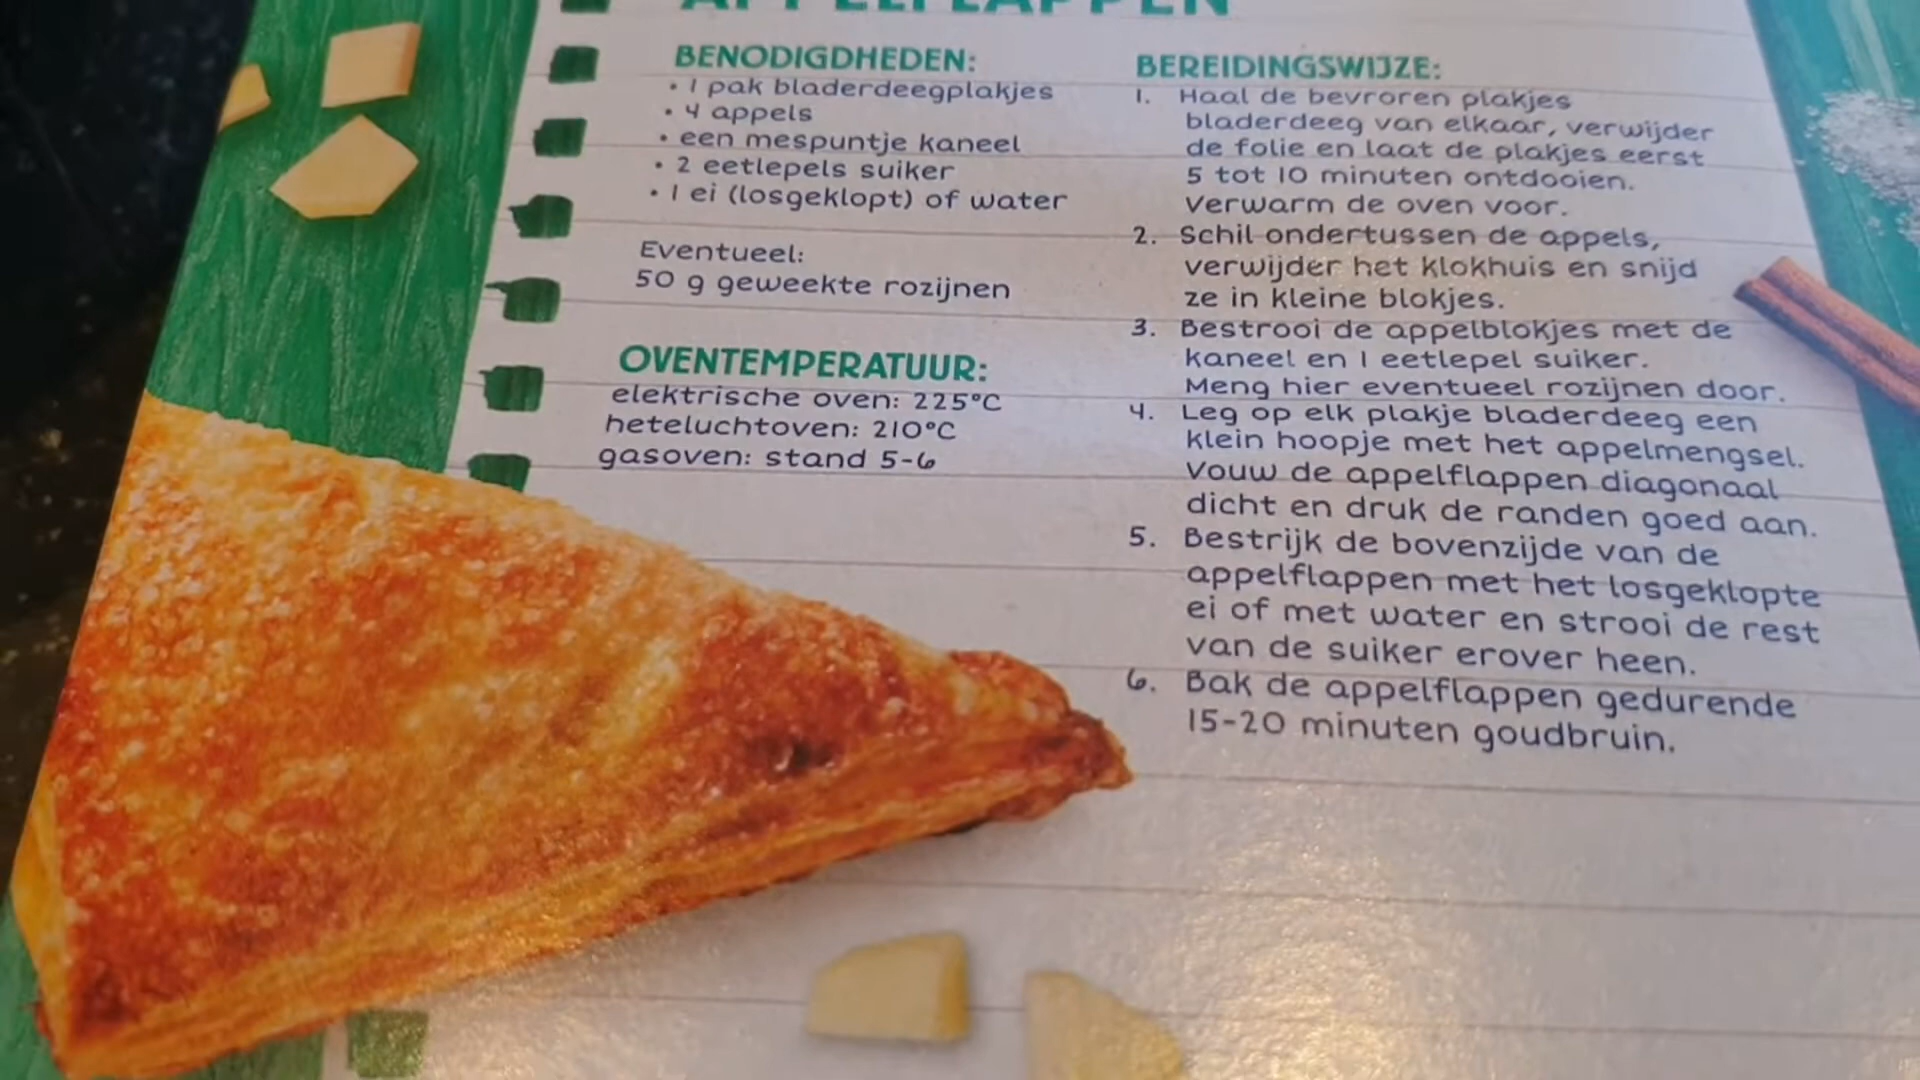 APPELFLAPPEN
BENODIGDHEDEN:
• 1 pak bladerdeegplakjes
• 4 appels
• een mespuntje kaneel
• 2 eetlepels suiker
• 1 ei (losgeklopt) of water
Eventueel:
50 g geweekte rozijnen
OVENTEMPERATUUR:
elektrische oven: 225°C
heteluchtoven: 210°C
gasoven: stand 5-6
BEREIDINGSWIJZE:
1. Haal de bevroren plakjes
bladerdeeg van elkaar, verwijder
de folie en laat de plakjes eerst
5 tot 10 minuten ontdooien.
Verwarm de oven voor.
2. Schil ondertussen de appels,
verwijder het klokhuis en snijd
ze in kleine blokjes.
3. Bestrooi de appelblokjes met de
kaneel en 1 eetlepel suiker.
Meng hier eventueel rozijnen door.
4. Leg op elk plakje bladerdeeg een
klein hoopje met het appelmengsel.
Vouw de appelflappen diagonaal
dicht en druk de randen goed aan.
5. Bestrijk de bovenzijde van de
appelflappen met het losgeklopte
ei of met water en strooi de rest
van de suiker erover heen.
6. Bak de appelflappen gedurende
15-20 minuten goudbruin.